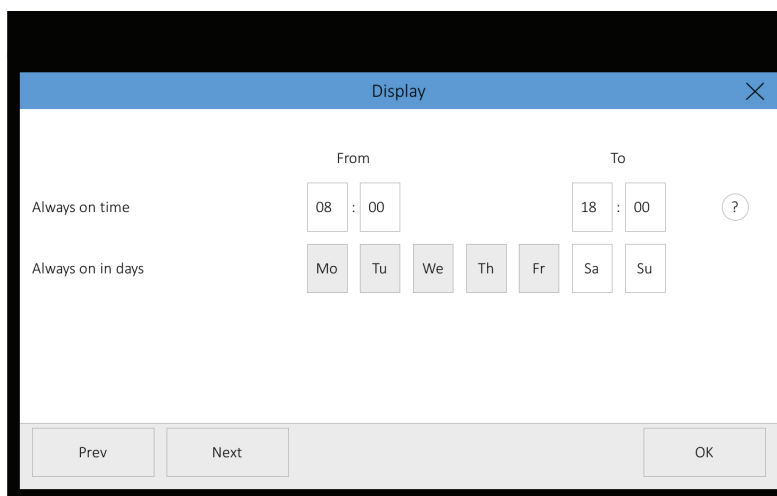 Display
From To
Always on time 08 : 00 18 : 00 ?
Always on in days Mo Tu We Th Fr Sa Su
Prev Next OK